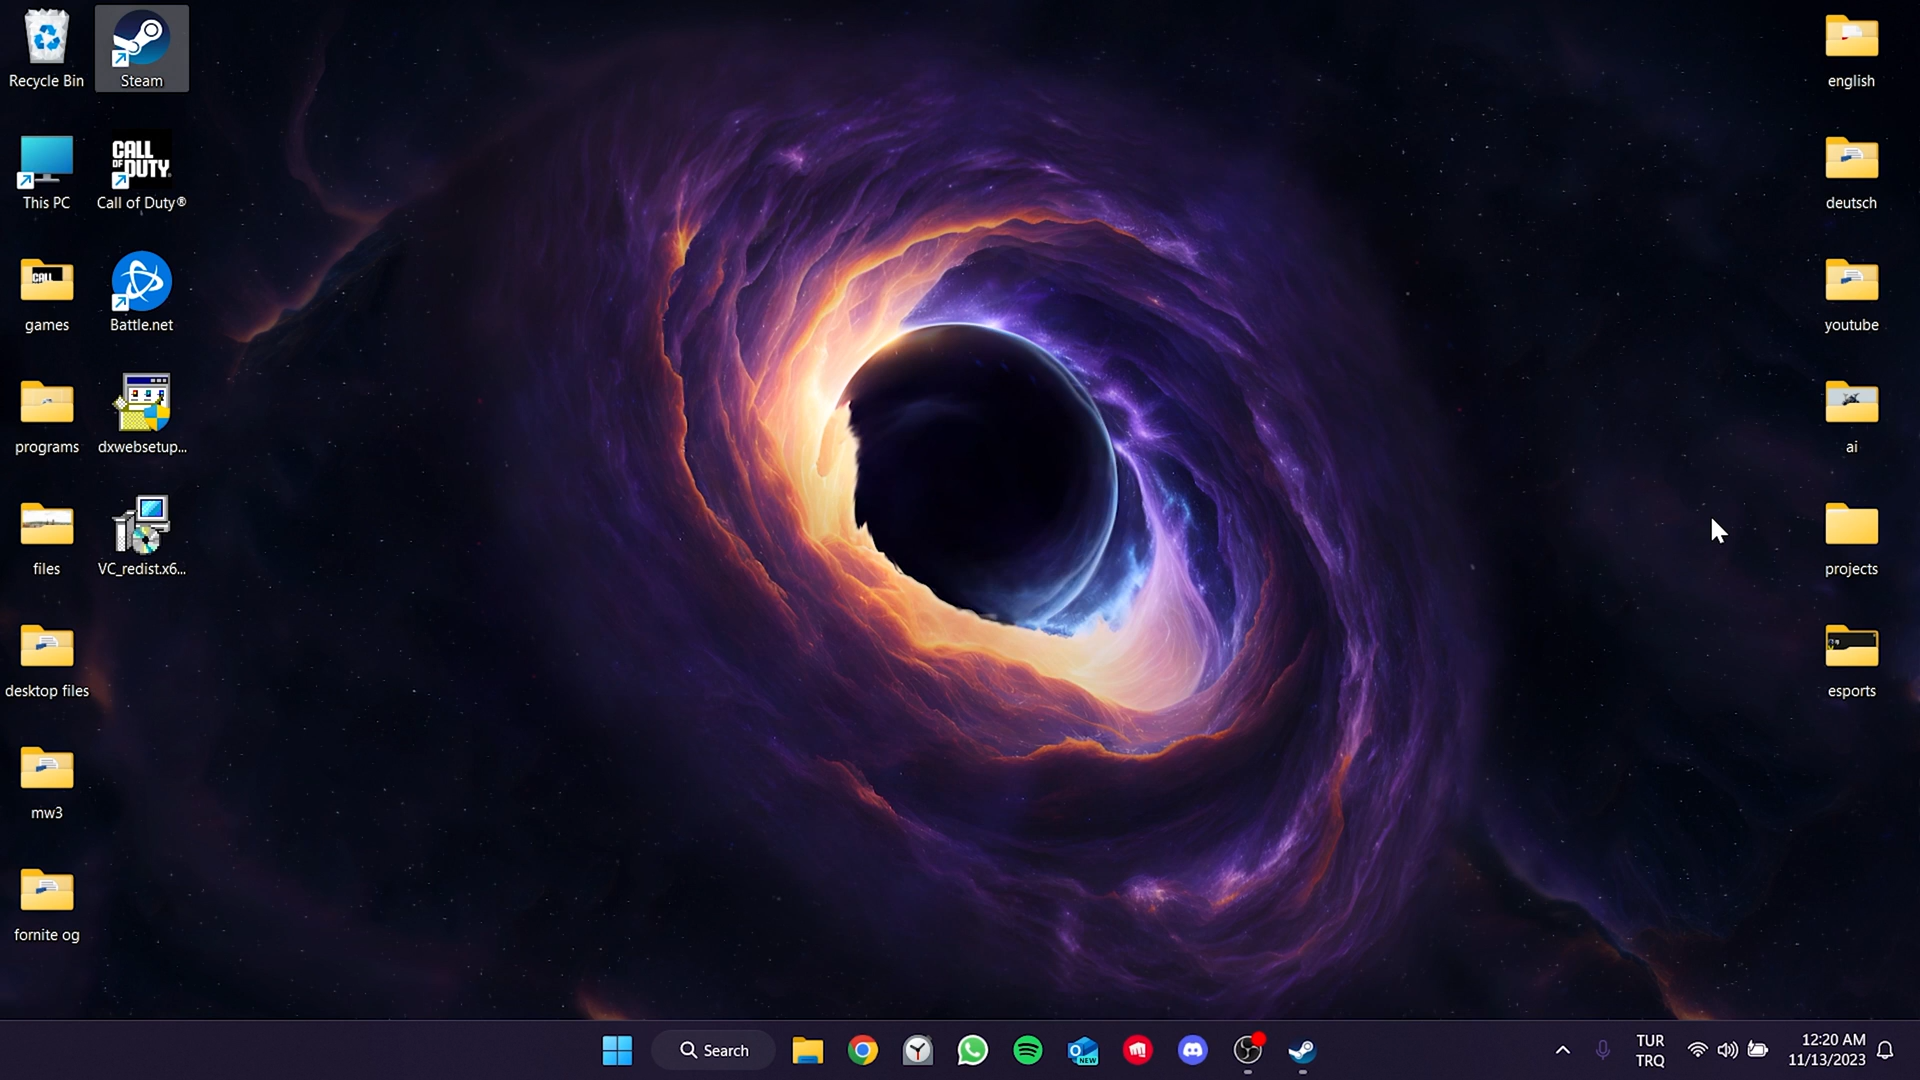 Recycle Bin
Steam
This PC
CALL OF DUTY
Call of Duty®
games
Battle.net
programs
dxwebsetup...
files
VC_redist.x6...
desktop files
mw3
fornite og
english
deutsch
youtube
ai
projects
esports
Search
NEW
TUR
TRQ
12:20 AM
11/13/2023